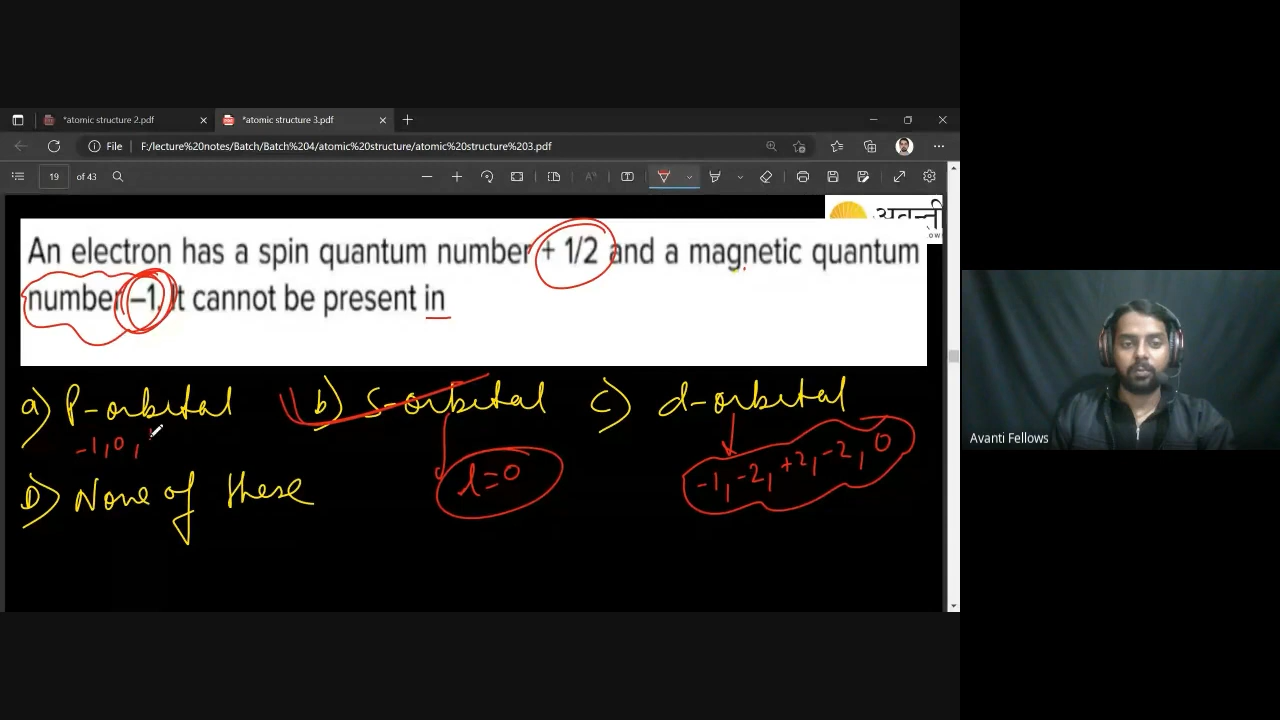 *atomic structure 2.pdf
*atomic structure 3.pdf
File
F:/lecture%20notes/Batch/Batch%204/atomic%20structure/atomic%20structure%203.pdf
19 of 43
अवन्ती
An electron has a spin quantum number + 1/2 and a magnetic quantum
number –1. It cannot be present in
a) P-orbital b) s-orbital c) d-orbital
-1, 0,
l=0
-1, -2, +2, -2, 0
D) None of these
Avanti Fellows